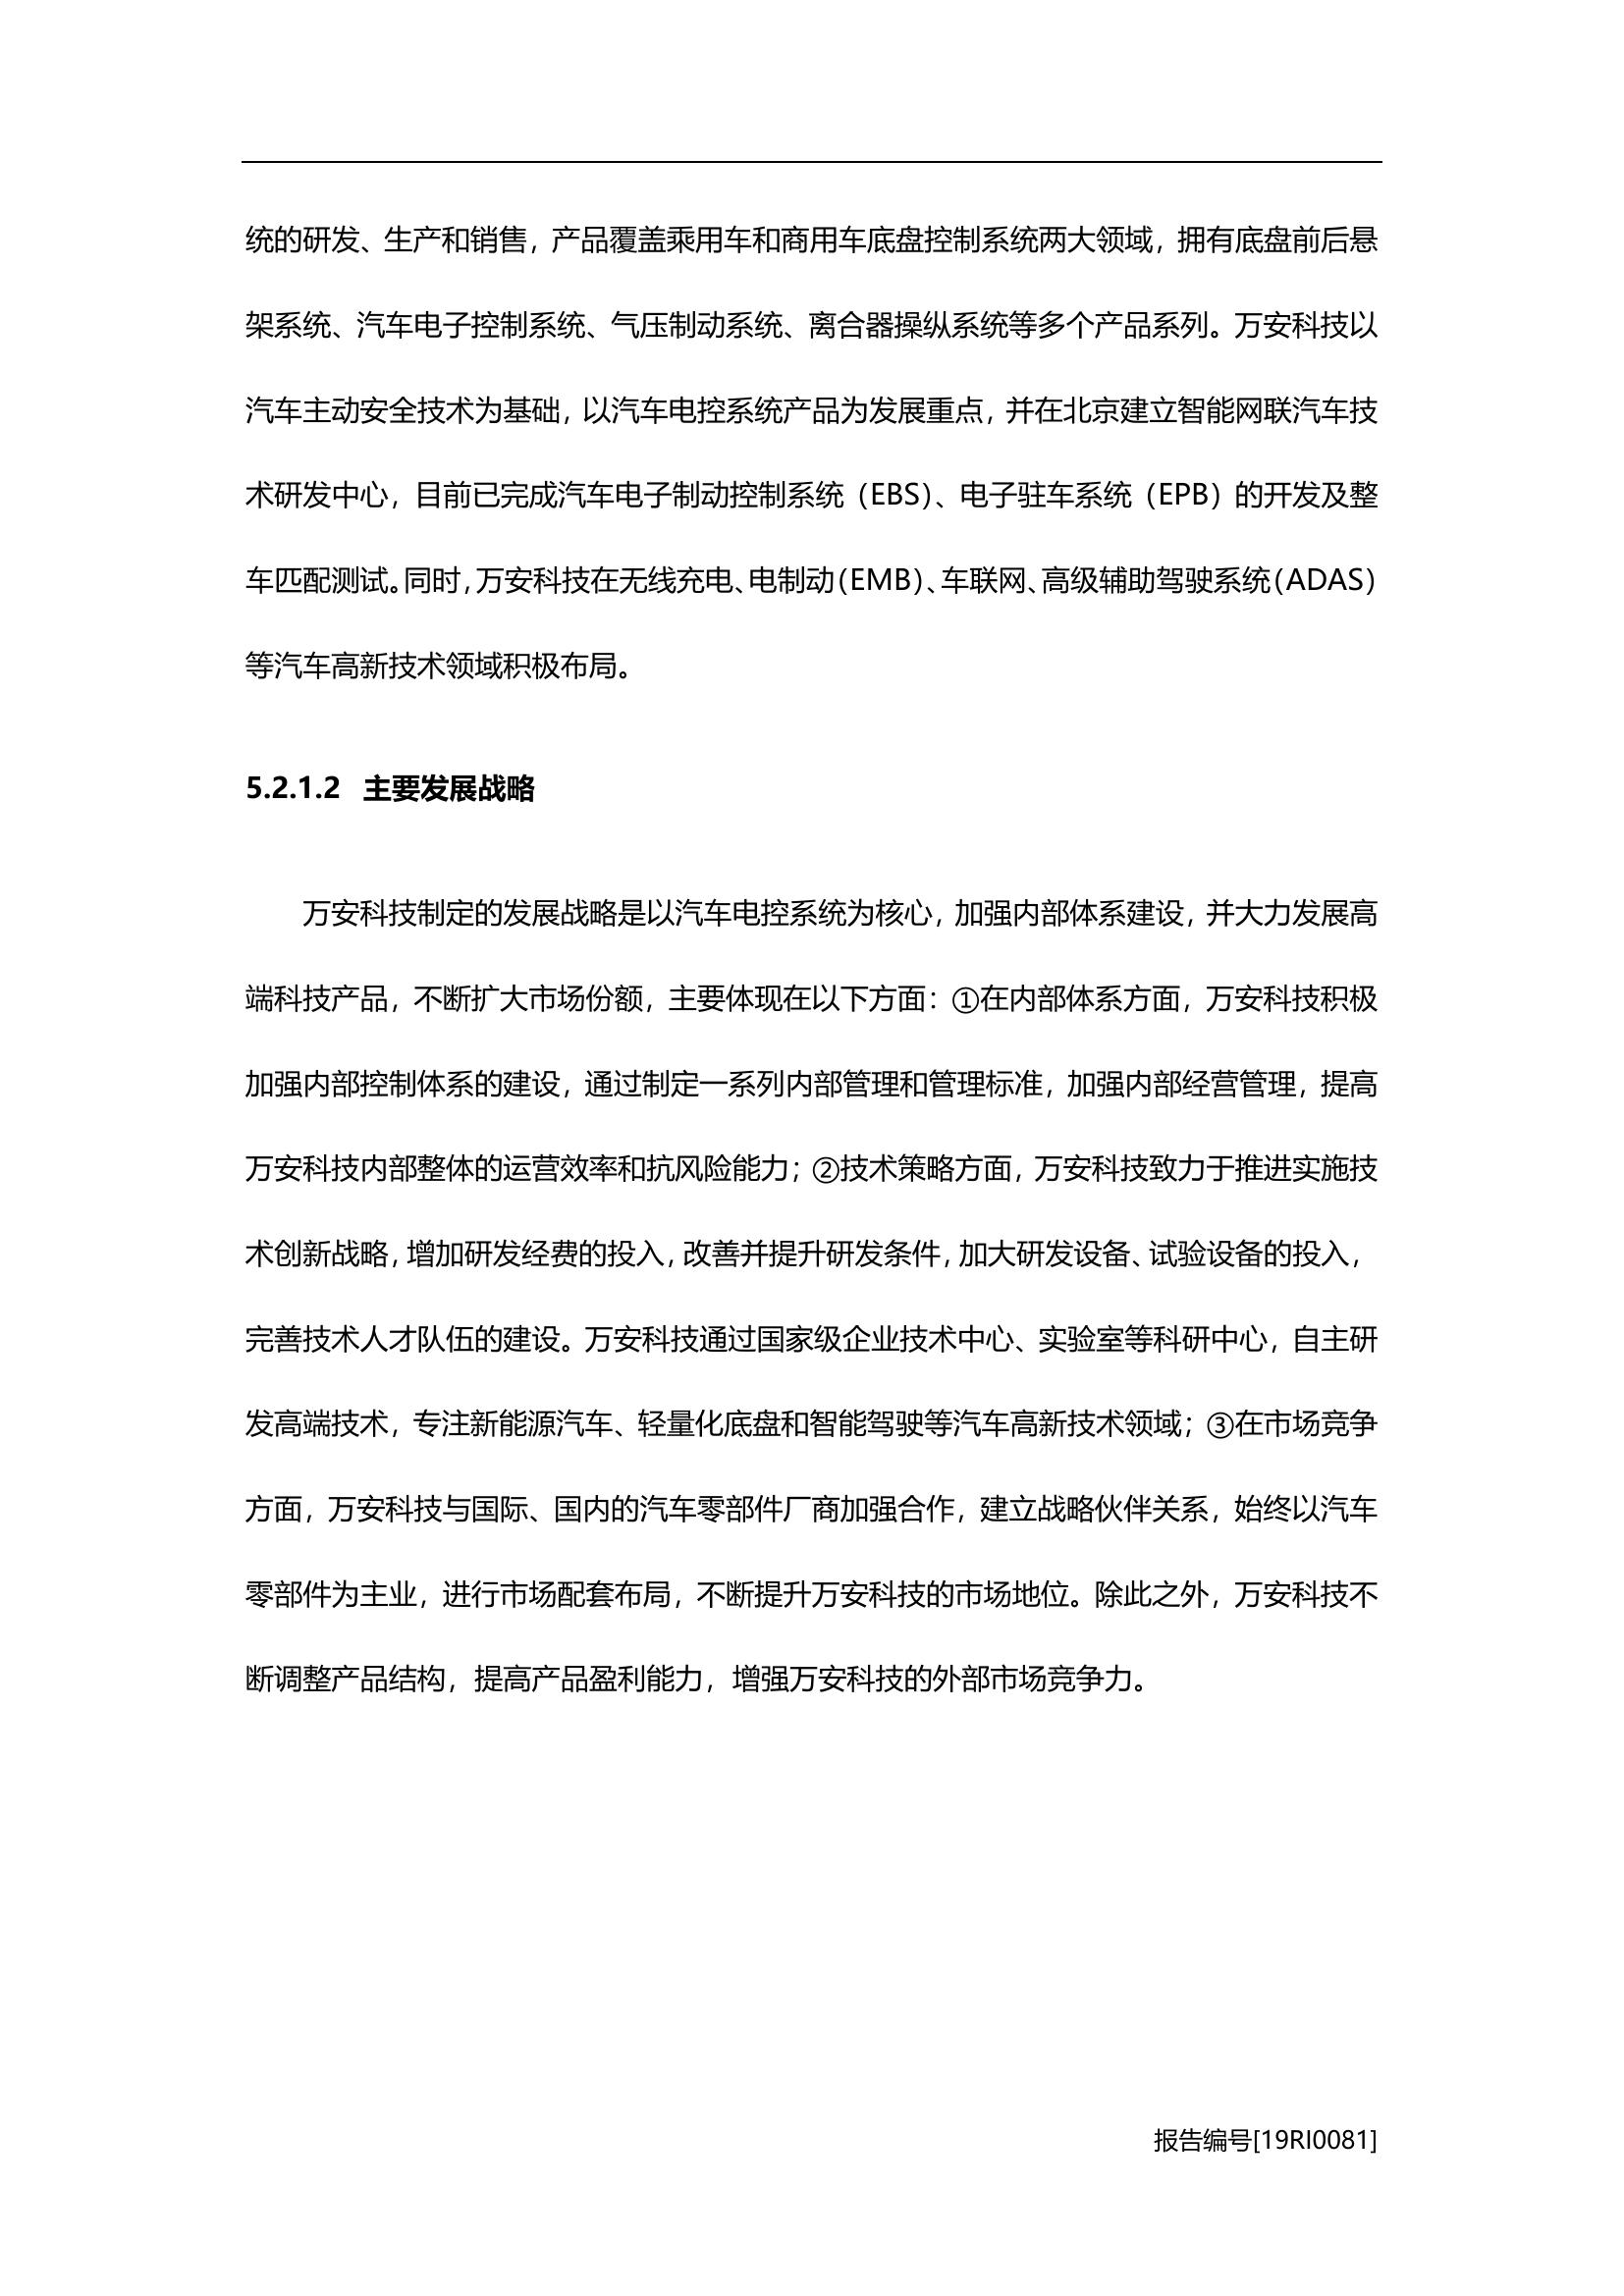 统的研发、生产和销售，产品覆盖乘用车和商用车底盘控制系统两大领域，拥有底盘前后悬
架系统、汽车电子控制系统、气压制动系统、离合器操纵系统等多个产品系列。万安科技以
汽车主动安全技术为基础，以汽车电控系统产品为发展重点，并在北京建立智能网联汽车技
术研发中心，目前已完成汽车电子制动控制系统（EBS）、电子驻车系统（EPB）的开发及整
车匹配测试。同时，万安科技在无线充电、电制动（EMB）、车联网、高级辅助驾驶系统（ADAS）
等汽车高新技术领域积极布局。
5.2.1.2 主要发展战略
万安科技制定的发展战略是以汽车电控系统为核心，加强内部体系建设，并大力发展高
端科技产品，不断扩大市场份额，主要体现在以下方面：①在内部体系方面，万安科技积极
加强内部控制体系的建设，通过制定一系列内部管理和管理标准，加强内部经营管理，提高
万安科技内部整体的运营效率和抗风险能力；②技术策略方面，万安科技致力于推进实施技
术创新战略，增加研发经费的投入，改善并提升研发条件，加大研发设备、试验设备的投入，
完善技术人才队伍的建设。万安科技通过国家级企业技术中心、实验室等科研中心，自主研
发高端技术，专注新能源汽车、轻量化底盘和智能驾驶等汽车高新技术领域；③在市场竞争
方面，万安科技与国际、国内的汽车零部件厂商加强合作，建立战略伙伴关系，始终以汽车
零部件为主业，进行市场配套布局，不断提升万安科技的市场地位。除此之外，万安科技不
断调整产品结构，提高产品盈利能力，增强万安科技的外部市场竞争力。
报告编号[19RI0081]